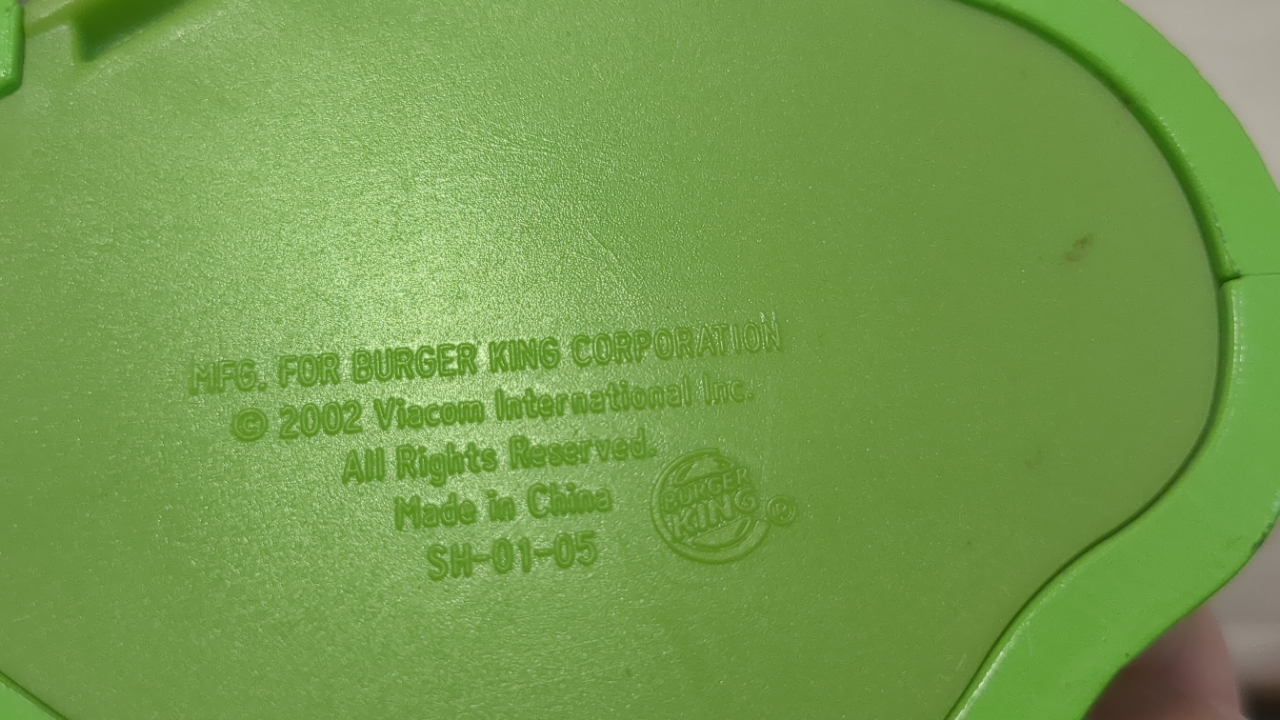 MFG. FOR BURGER KING CORPORATION
© 2002 Viacom International Inc.
All Rights Reserved.
Made in China
SH-01-05
BURGER
KING ®